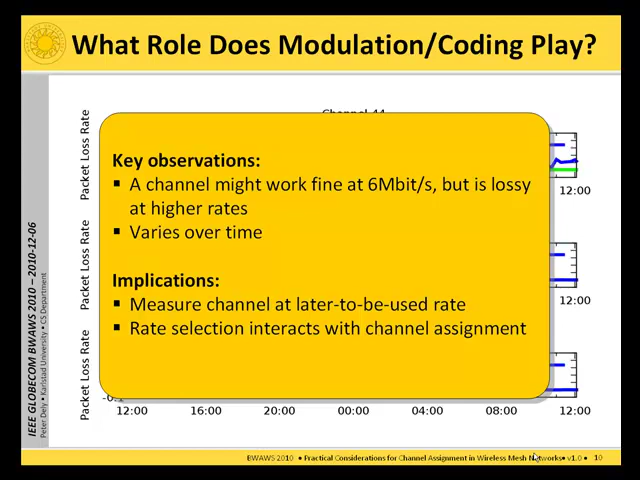 What Role Does Modulation/Coding Play?
Channel 44
Packet Loss Rate
Packet Loss Rate
Packet Loss Rate
Key observations:
▪ A channel might work fine at 6Mbit/s, but is lossy
at higher rates
▪ Varies over time
Implications:
▪ Measure channel at later-to-be-used rate
▪ Rate selection interacts with channel assignment
12:00
12:00
12:00 16:00 20:00 00:00 04:00 08:00 12:00
IEEE GLOBECOM BWAWS 2010 – 2010-12-06
Peter Dely • Karlstad University • CS Department
BWAWS 2010 • Practical Considerations for Channel Assignment in Wireless Mesh Networks • v1.0 • 10